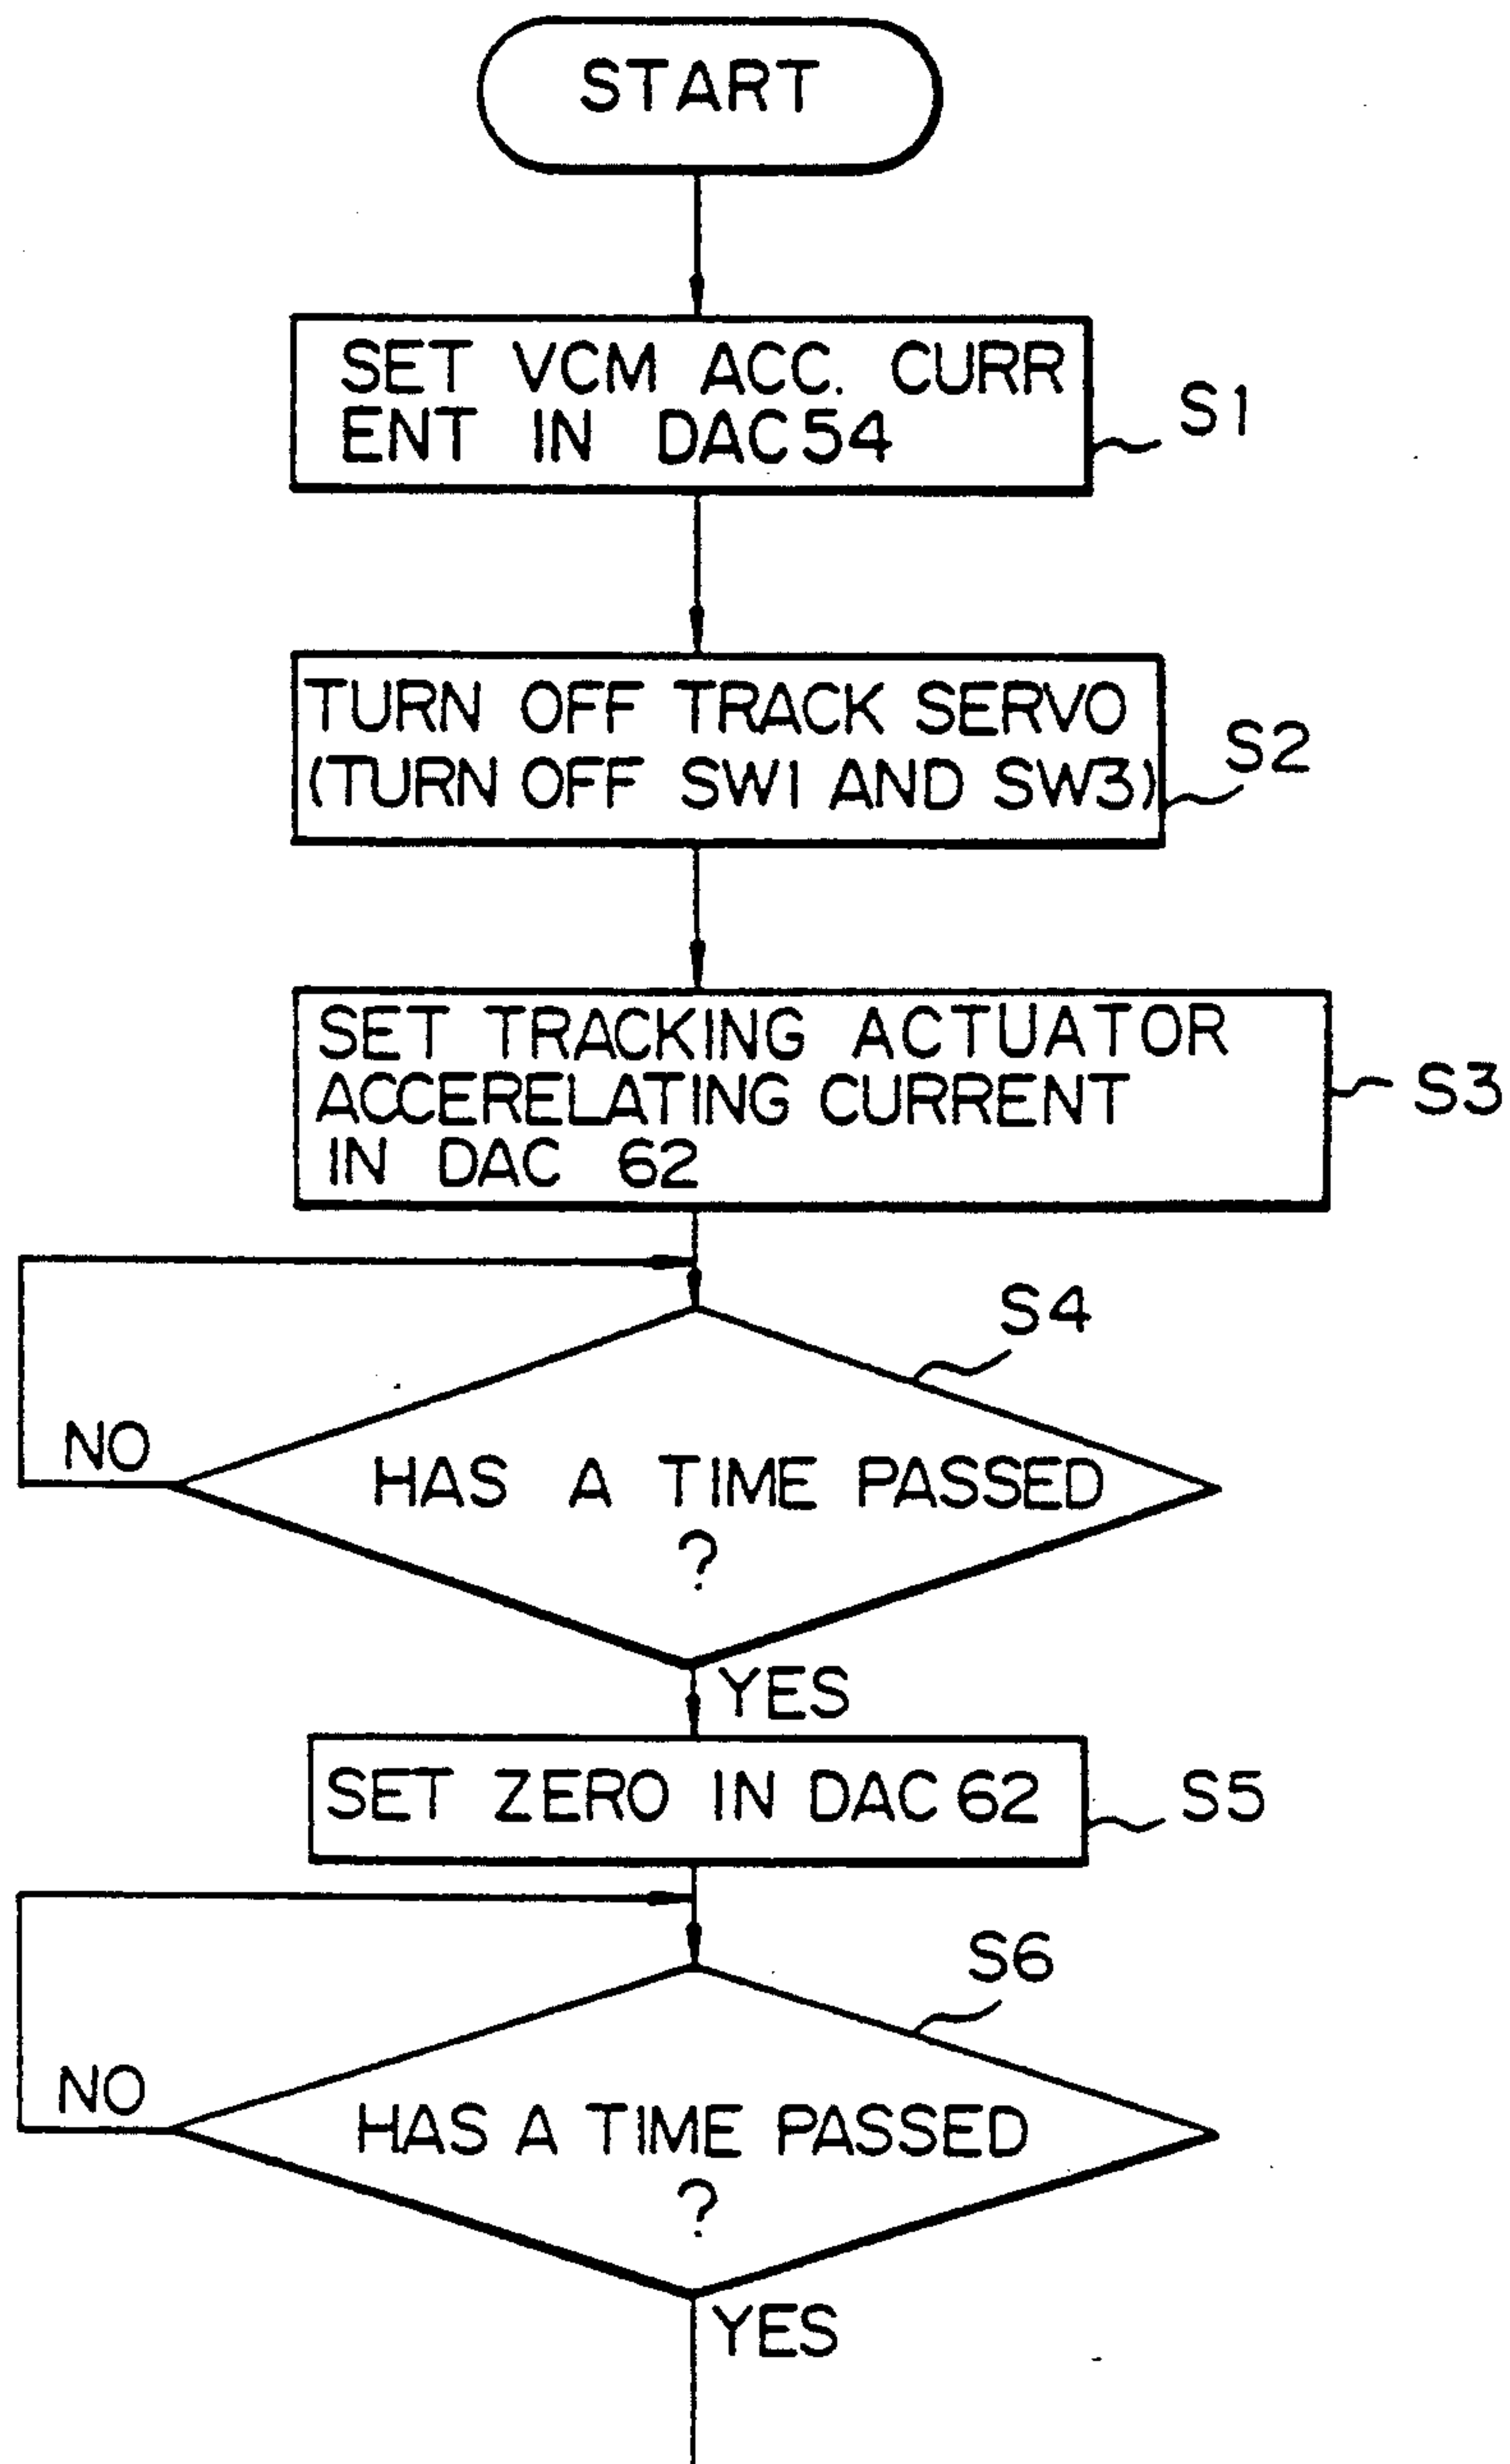 START
SET VCM ACC. CURR
ENT IN DAC54
S1
TURN OFF TRACK SERVO
(TURN OFF SW1 AND SW3)
S2
SET TRACKING ACTUATOR
ACCERELATING CURRENT
IN DAC 62
S3
S4
NO
HAS A TIME PASSED
?
YES
SET ZERO IN DAC 62
S5
S6
NO
HAS A TIME PASSED
?
YES